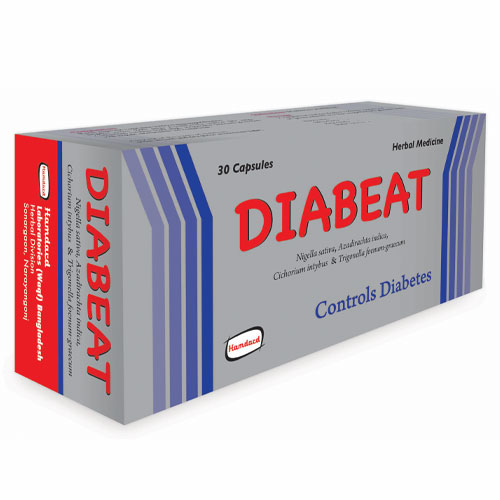 30 Capsules
Herbal Medicine
DIABEAT
Nigella sativa, Azadirachta indica,
Cichorium intybus & Trigonella foenum-graecum
Controls Diabetes
Hamdard
DIABEAT
Nigella sativa, Azadirachta indica,
Cichorium intybus & Trigonella foenum-graecum
Hamdard
Hamdard
Laboratories (Waqf) Bangladesh
Herbal Division
Sonargaon, Narayangonj